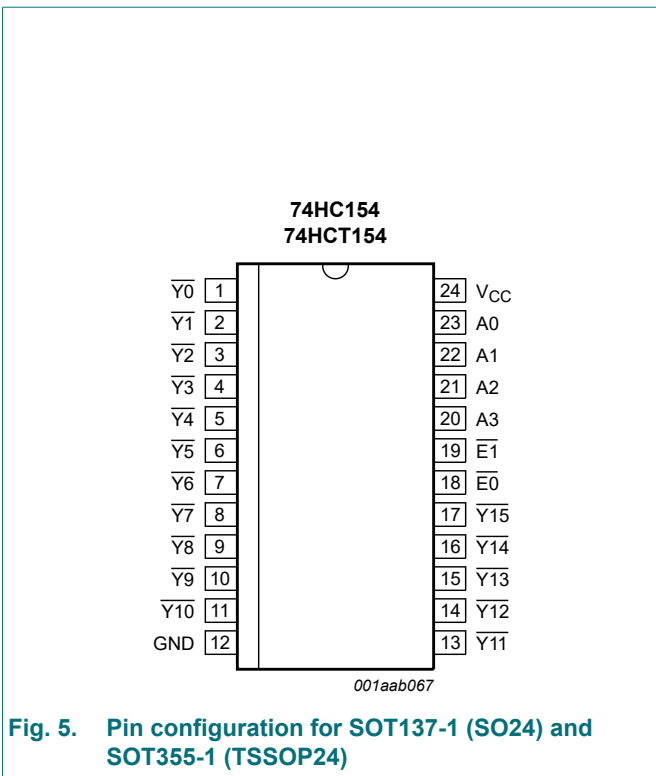 74HC154
74HCT154
Y0 1
Y1 2
Y2 3
Y3 4
Y4 5
Y5 6
Y6 7
Y7 8
Y8 9
Y9 10
Y10 11
GND 12
24 VCC
23 A0
22 A1
21 A2
20 A3
19 E1
18 E0
17 Y15
16 Y14
15 Y13
14 Y12
13 Y11
001aab067
Fig. 5. Pin configuration for SOT137-1 (SO24) and
SOT355-1 (TSSOP24)